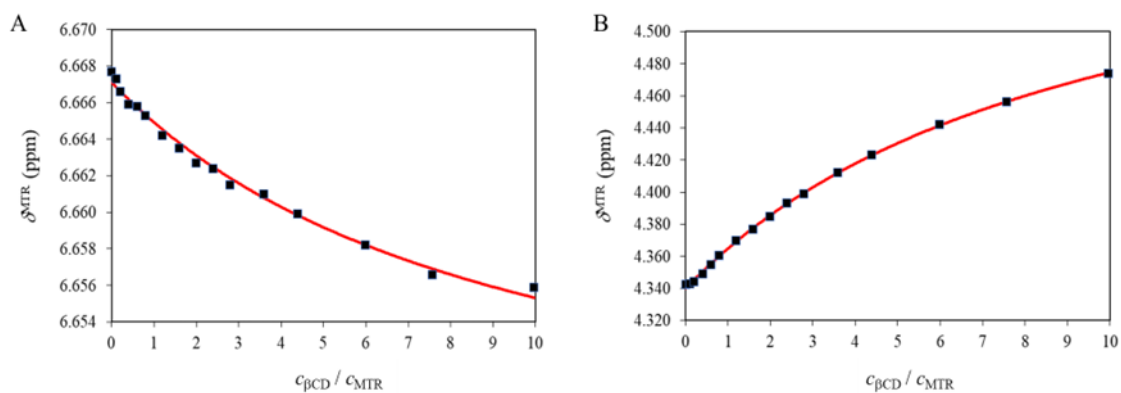 A
B
6.670
6.668
6.666
6.664
6.662
6.660
6.658
6.656
6.654
δMTR (ppm)
0 1 2 3 4 5 6 7 8 9 10
cβCD / cMTR
4.500
4.480
4.460
4.440
4.420
4.400
4.380
4.360
4.340
4.320
δMTR (ppm)
0 1 2 3 4 5 6 7 8 9 10
cβCD / cMTR